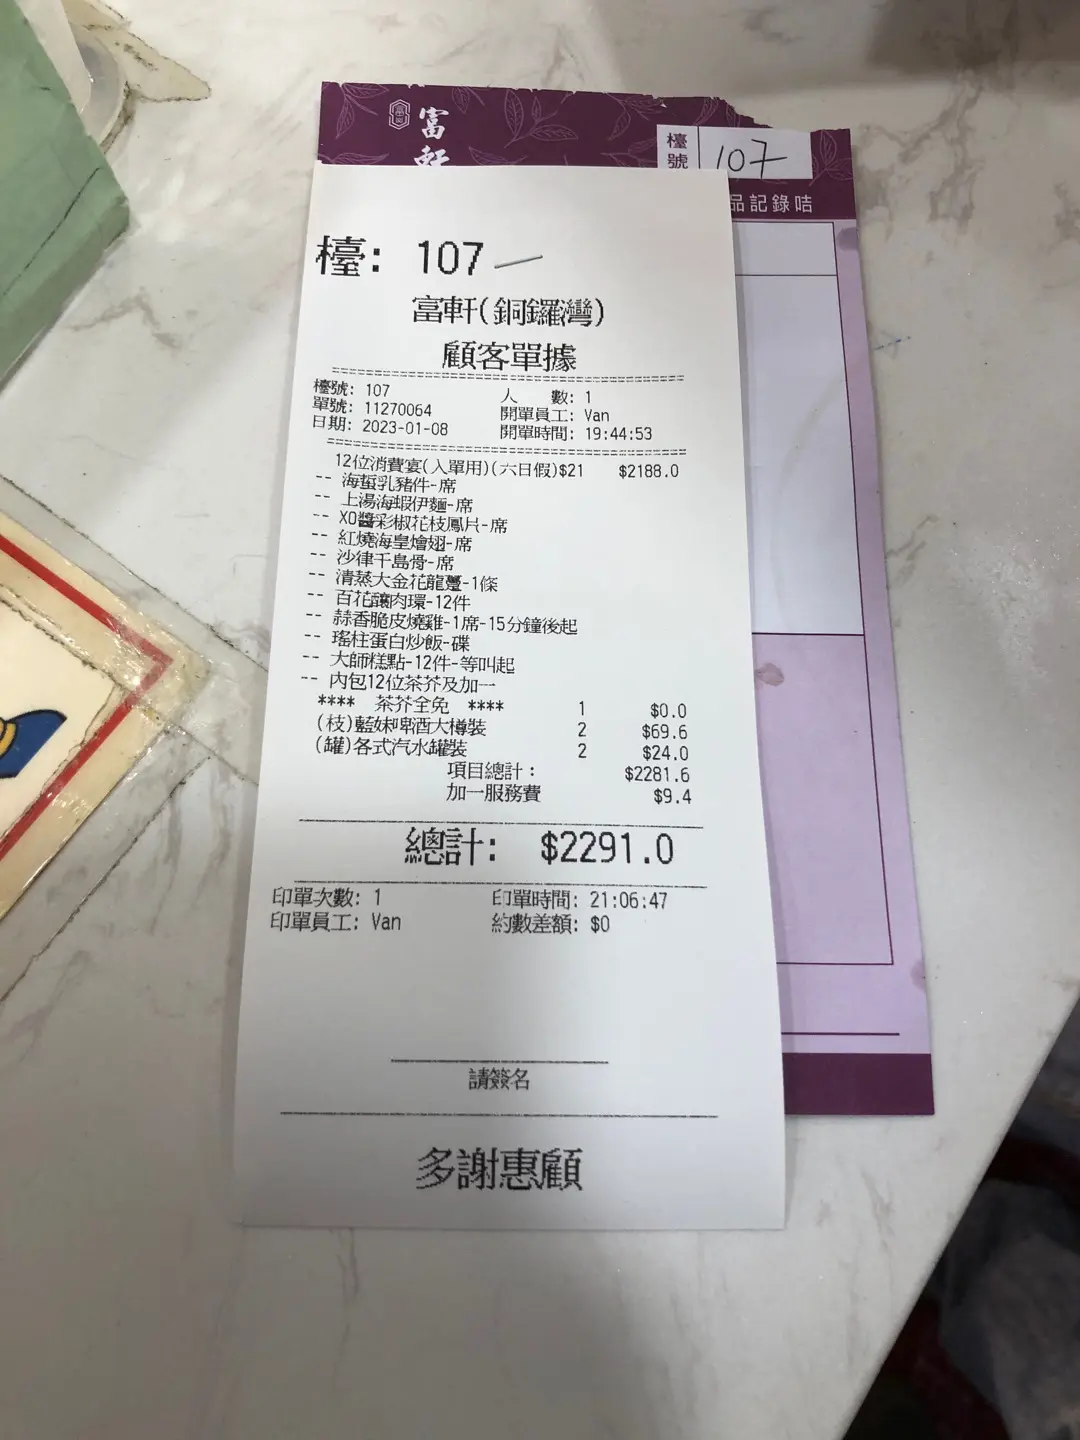 富
軒
檯
號
107
品記錄咭
檯: 107
富軒(銅鑼灣)
顧客單據
檯號: 107 人 數: 1
單號: 11270064 開單員工: Van
日期: 2023-01-08 開單時間: 19:44:53
12位消費宴(入單用)(六日假)$21 $2188.0
-- 海蜇乳豬件-席
-- 上湯海蝦伊麵-席
-- XO醬彩椒花枝鳳片-席
-- 紅燒海皇燴翅-席
-- 沙律千島骨-席
-- 清蒸大金花龍躉-1條
-- 百花釀肉環-12件
-- 蒜香脆皮燒雞-1席-15分鐘後起
-- 瑤柱蛋白炒飯-碟
-- 大師糕點-12件-等叫起
-- 內包12位茶芥及加一
**** 茶芥全免 **** 1 $0.0
(枝)藍妹啤酒大樽裝 2 $69.6
(罐)各式汽水罐裝 2 $24.0
項目總計: $2281.6
加一服務費 $9.4
總計: $2291.0
印單次數: 1 印單時間: 21:06:47
印單員工: Van 約數差額: $0
請簽名
多謝惠顧